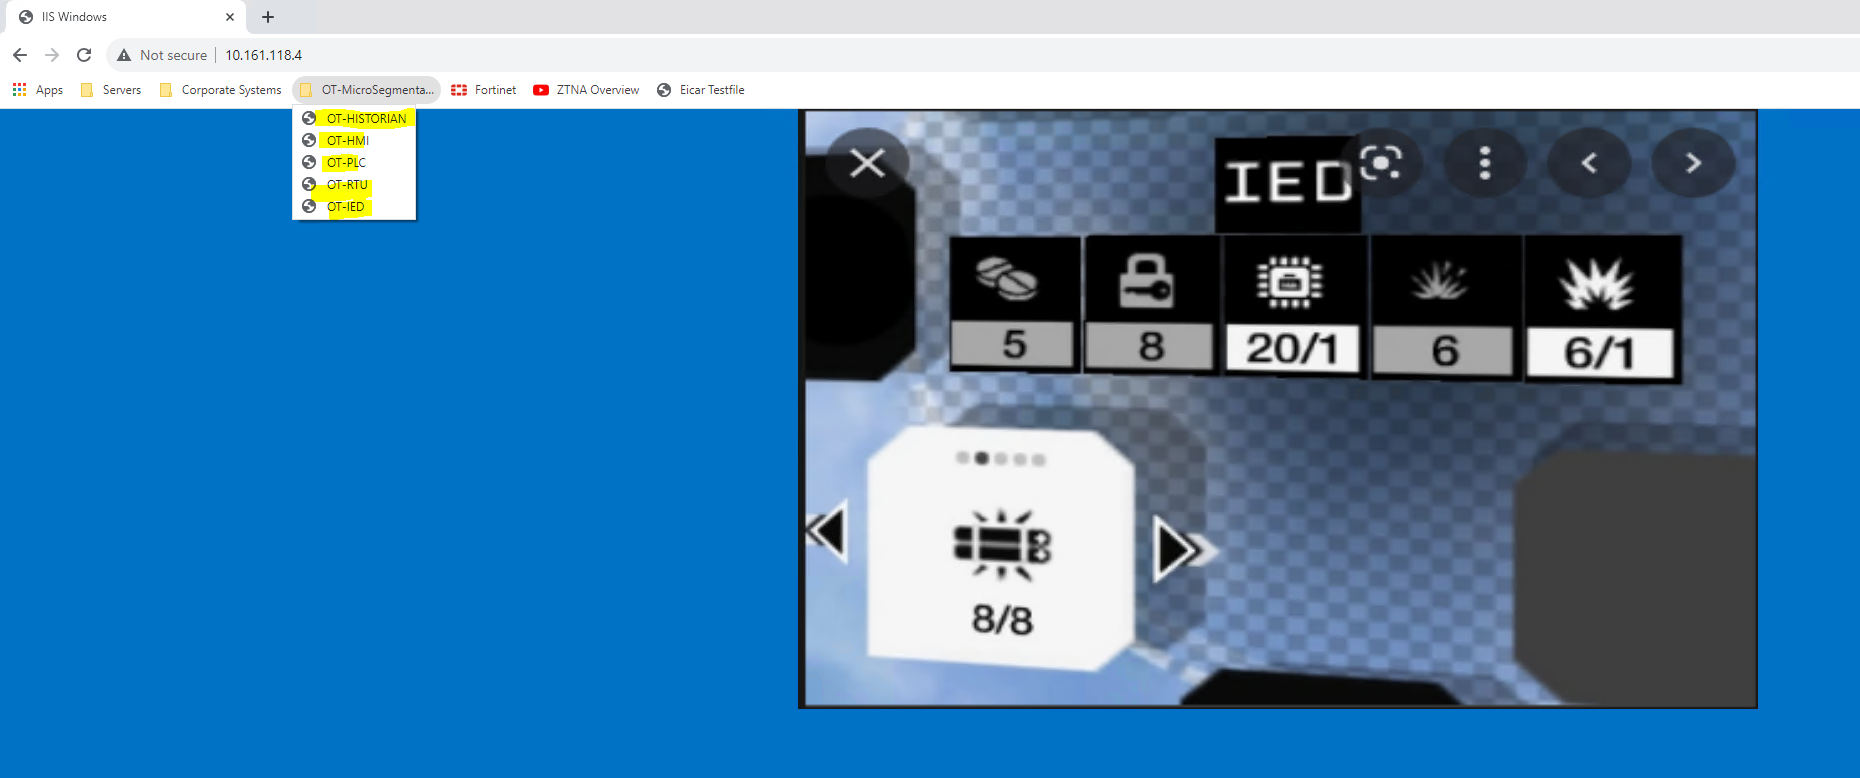 IIS Windows
Not secure 10.161.118.4
Apps Servers Corporate Systems OT-MicroSegmenta... Fortinet ZTNA Overview Eicar Testfile
OT-HISTORIAN
OT-HMI
OT-PLC
OT-RTU
OT-IED
IED
5 8 20/1 6 6/1
8/8